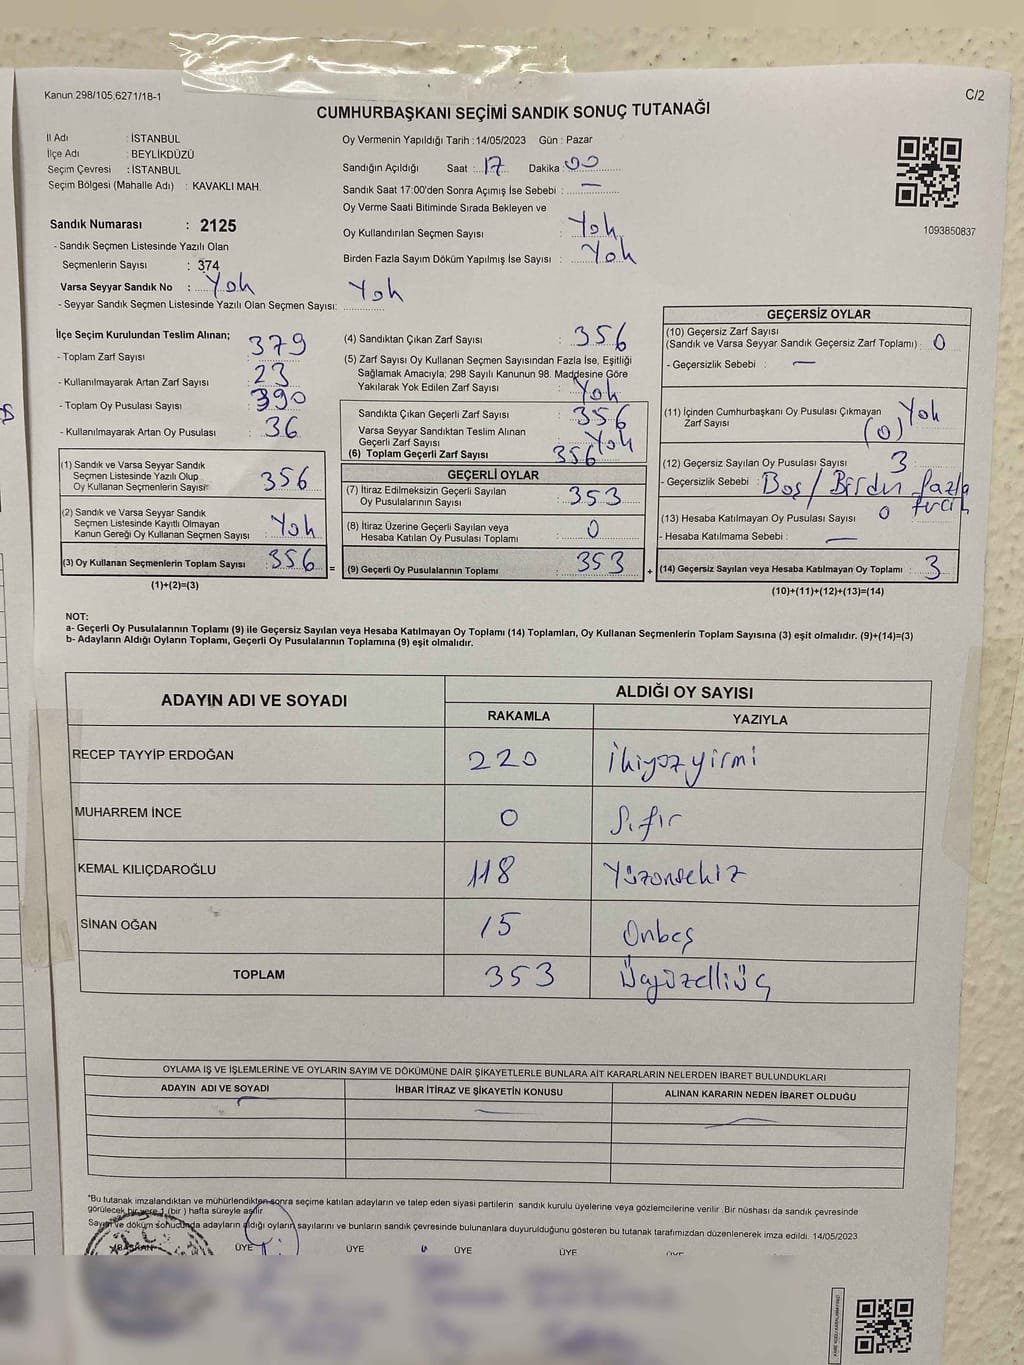 Kanun 298/105,6271/18-1
C/2
CUMHURBAŞKANI SEÇİMİ SANDIK SONUÇ TUTANAĞI
İl Adı : İSTANBUL
İlçe Adı : BEYLİKDÜZÜ
Seçim Çevresi : İSTANBUL
Seçim Bölgesi (Mahalle Adı) : KAVAKLI MAH.
Oy Vermenin Yapıldığı Tarih : 14/05/2023 Gün : Pazar
Sandığın Açıldığı Saat : 17 Dakika : 00
Sandık Saat 17:00'den Sonra Açımış İse Sebebi : —
Oy Verme Saati Bitiminde Sırada Bekleyen ve
Oy Kullandırılan Seçmen Sayısı : Yok
Birden Fazla Sayım Döküm Yapılmış İse Sayısı : Yok
1093850837
Sandık Numarası : 2125
- Sandık Seçmen Listesinde Yazılı Olan
Seçmenlerin Sayısı : 374
Varsa Seyyar Sandık No : Yok
- Seyyar Sandık Seçmen Listesinde Yazılı Olan Seçmen Sayısı: Yok
İlçe Seçim Kurulundan Teslim Alınan;
- Toplam Zarf Sayısı 379
- Kullanılmayarak Artan Zarf Sayısı 23
- Toplam Oy Pusulası Sayısı 390
- Kullanılmayarak Artan Oy Pusulası 36
(1) Sandık ve Varsa Seyyar Sandık
Seçmen Listesinde Yazılı Olup
Oy Kullanan Seçmenlerin Sayısı 356
(2) Sandık ve Varsa Seyyar Sandık
Seçmen Listesinde Kayıtlı Olmayan
Kanun Gereği Oy Kullanan Seçmen Sayısı Yok
(3) Oy Kullanan Seçmenlerin Toplam Sayısı : 356 =
(1)+(2)=(3)
(4) Sandıktan Çıkan Zarf Sayısı : 356
(5) Zarf Sayısı Oy Kullanan Seçmen Sayısından Fazla İse, Eşitliği
Sağlamak Amacıyla; 298 Sayılı Kanunun 98. Maddesine Göre
Yakılarak Yok Edilen Zarf Sayısı : Yok
Sandıkta Çıkan Geçerli Zarf Sayısı : 356
Varsa Seyyar Sandıktan Teslim Alınan
Geçerli Zarf Sayısı : Yok
(6) Toplam Geçerli Zarf Sayısı 356
GEÇERLİ OYLAR
(7) İtiraz Edilmeksizin Geçerli Sayılan
Oy Pusulalarının Sayısı : 353
(8) İtiraz Üzerine Geçerli Sayılan veya
Hesaba Katılan Oy Pusulası Toplamı : 0
(9) Geçerli Oy Pusulalarının Toplamı : 353 +
GEÇERSİZ OYLAR
(10) Geçersiz Zarf Sayısı
(Sandık ve Varsa Seyyar Sandık Geçersiz Zarf Toplamı) : 0
- Geçersizlik Sebebi : —
(11) İçinden Cumhurbaşkanı Oy Pusulası Çıkmayan
Zarf Sayısı Yok
(0)
(12) Geçersiz Sayılan Oy Pusulası Sayısı 3
- Geçersizlik Sebebi : Boş / Birden fazla
tercih
(13) Hesaba Katılmayan Oy Pusulası Sayısı : 0
- Hesaba Katılmama Sebebi : —
(14) Geçersiz Sayılan veya Hesaba Katılmayan Oy Toplamı : 3
(10)+(11)+(12)+(13)=(14)
NOT:
a- Geçerli Oy Pusulalarının Toplamı (9) ile Geçersiz Sayılan veya Hesaba Katılmayan Oy Toplamı (14) Toplamları, Oy Kullanan Seçmenlerin Toplam Sayısına (3) eşit olmalıdır. (9)+(14)=(3)
b- Adayların Aldığı Oyların Toplamı, Geçerli Oy Pusulalarının Toplamına (9) eşit olmalıdır.
ADAYIN ADI VE SOYADI
ALDIĞI OY SAYISI
RAKAMLA YAZIYLA
RECEP TAYYİP ERDOĞAN 220 İkiyüzyirmi
MUHARREM İNCE 0 Sıfır
KEMAL KILIÇDAROĞLU 118 Yüzonsekiz
SİNAN OĞAN 15 Onbeş
TOPLAM 353 Üçyüzelliüç
OYLAMA İŞ VE İŞLEMLERİNE VE OYLARIN SAYIM VE DÖKÜMÜNE DAİR ŞİKAYETLERLE BUNLARA AİT KARARLARIN NELERDEN İBARET BULUNDUKLARI
ADAYIN ADI VE SOYADI İHBAR İTİRAZ VE ŞİKAYETİN KONUSU ALINAN KARARIN NEDEN İBARET OLDUĞU
*Bu tutanak imzalandıktan ve mühürlendikten sonra seçime katılan adayların ve talep eden siyasi partilerin sandık kurulu üyelerine veya gözlemcilerine verilir. Bir nüshası da sandık çevresinde
görülecek bir yere 1 (bir) hafta süreyle asılır.
Sayım ve döküm sonucunda adayların aldığı oyların sayılarını ve bunların sandık çevresinde bulunanlara duyurulduğunu gösteren bu tutanak tarafımızdan düzenlenerek imza edildi. 14/05/2023
BAŞKAN ÜYE ÜYE ÜYE ÜYE ÜYE